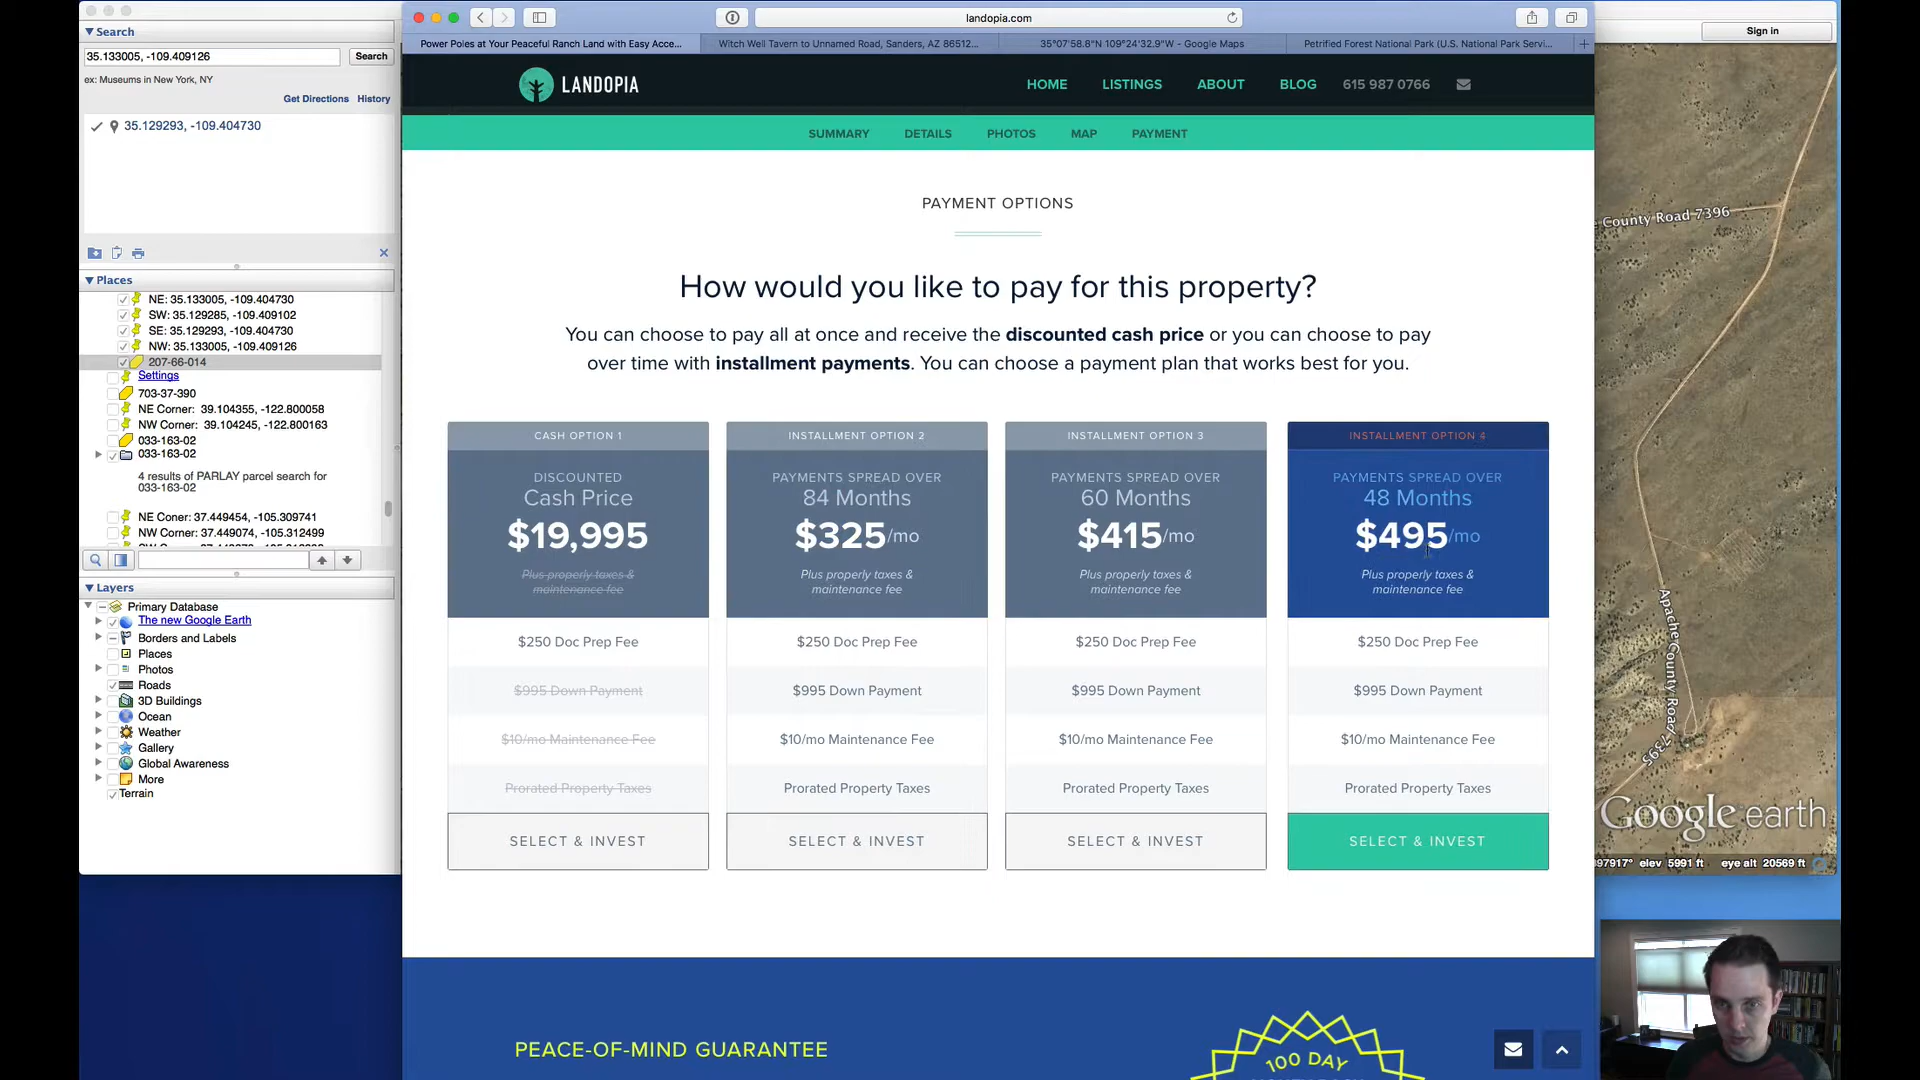 Search
35.133005, -109.409126
Search
ex: Museums in New York, NY
Get Directions
History
35.129293, -109.404730
Places
NE: 35.133005, -109.404730
SW: 35.129285, -109.409102
SE: 35.129293, -109.404730
NW: 35.133005, -109.409126
207-66-014
Settings
703-37-390
NE Corner: 39.104355, -122.800058
NW Corner: 39.104245, -122.800163
033-163-02
033-163-02
4 results of PARLAY parcel search for
033-163-02
NE Coner: 37.449454, -105.309741
NW Corner: 37.449074, -105.312499
Layers
Primary Database
The new Google Earth
Borders and Labels
Places
Photos
Roads
3D Buildings
Ocean
Weather
Gallery
Global Awareness
More
Terrain
landopia.com
Power Poles at Your Peaceful Ranch Land with Easy Acce...
Witch Well Tavern to Unnamed Road, Sanders, AZ 86512...
35°07'58.8"N 109°24'32.9"W - Google Maps
Petrified Forest National Park (U.S. National Park Servi...
LANDOPIA
HOME
LISTINGS
ABOUT
BLOG
615 987 0766
SUMMARY
DETAILS
PHOTOS
MAP
PAYMENT
PAYMENT OPTIONS
How would you like to pay for this property?
You can choose to pay all at once and receive the discounted cash price or you can choose to pay
over time with installment payments. You can choose a payment plan that works best for you.
CASH OPTION 1
DISCOUNTED
Cash Price
$19,995
Plus properly taxes &
maintenance fee
$250 Doc Prep Fee
$995 Down Payment
$10/mo Maintenance Fee
Prorated Property Taxes
SELECT & INVEST
INSTALLMENT OPTION 2
PAYMENTS SPREAD OVER
84 Months
$325/mo
Plus properly taxes &
maintenance fee
$250 Doc Prep Fee
$995 Down Payment
$10/mo Maintenance Fee
Prorated Property Taxes
SELECT & INVEST
INSTALLMENT OPTION 3
PAYMENTS SPREAD OVER
60 Months
$415/mo
Plus properly taxes &
maintenance fee
$250 Doc Prep Fee
$995 Down Payment
$10/mo Maintenance Fee
Prorated Property Taxes
SELECT & INVEST
INSTALLMENT OPTION 4
PAYMENTS SPREAD OVER
48 Months
$495/mo
Plus properly taxes &
maintenance fee
$250 Doc Prep Fee
$995 Down Payment
$10/mo Maintenance Fee
Prorated Property Taxes
SELECT & INVEST
PEACE-OF-MIND GUARANTEE
100 DAY
Sign in
County Road 7396
Apache County Road 7395
Google earth
97917° elev 5991 ft eye alt 20569 ft